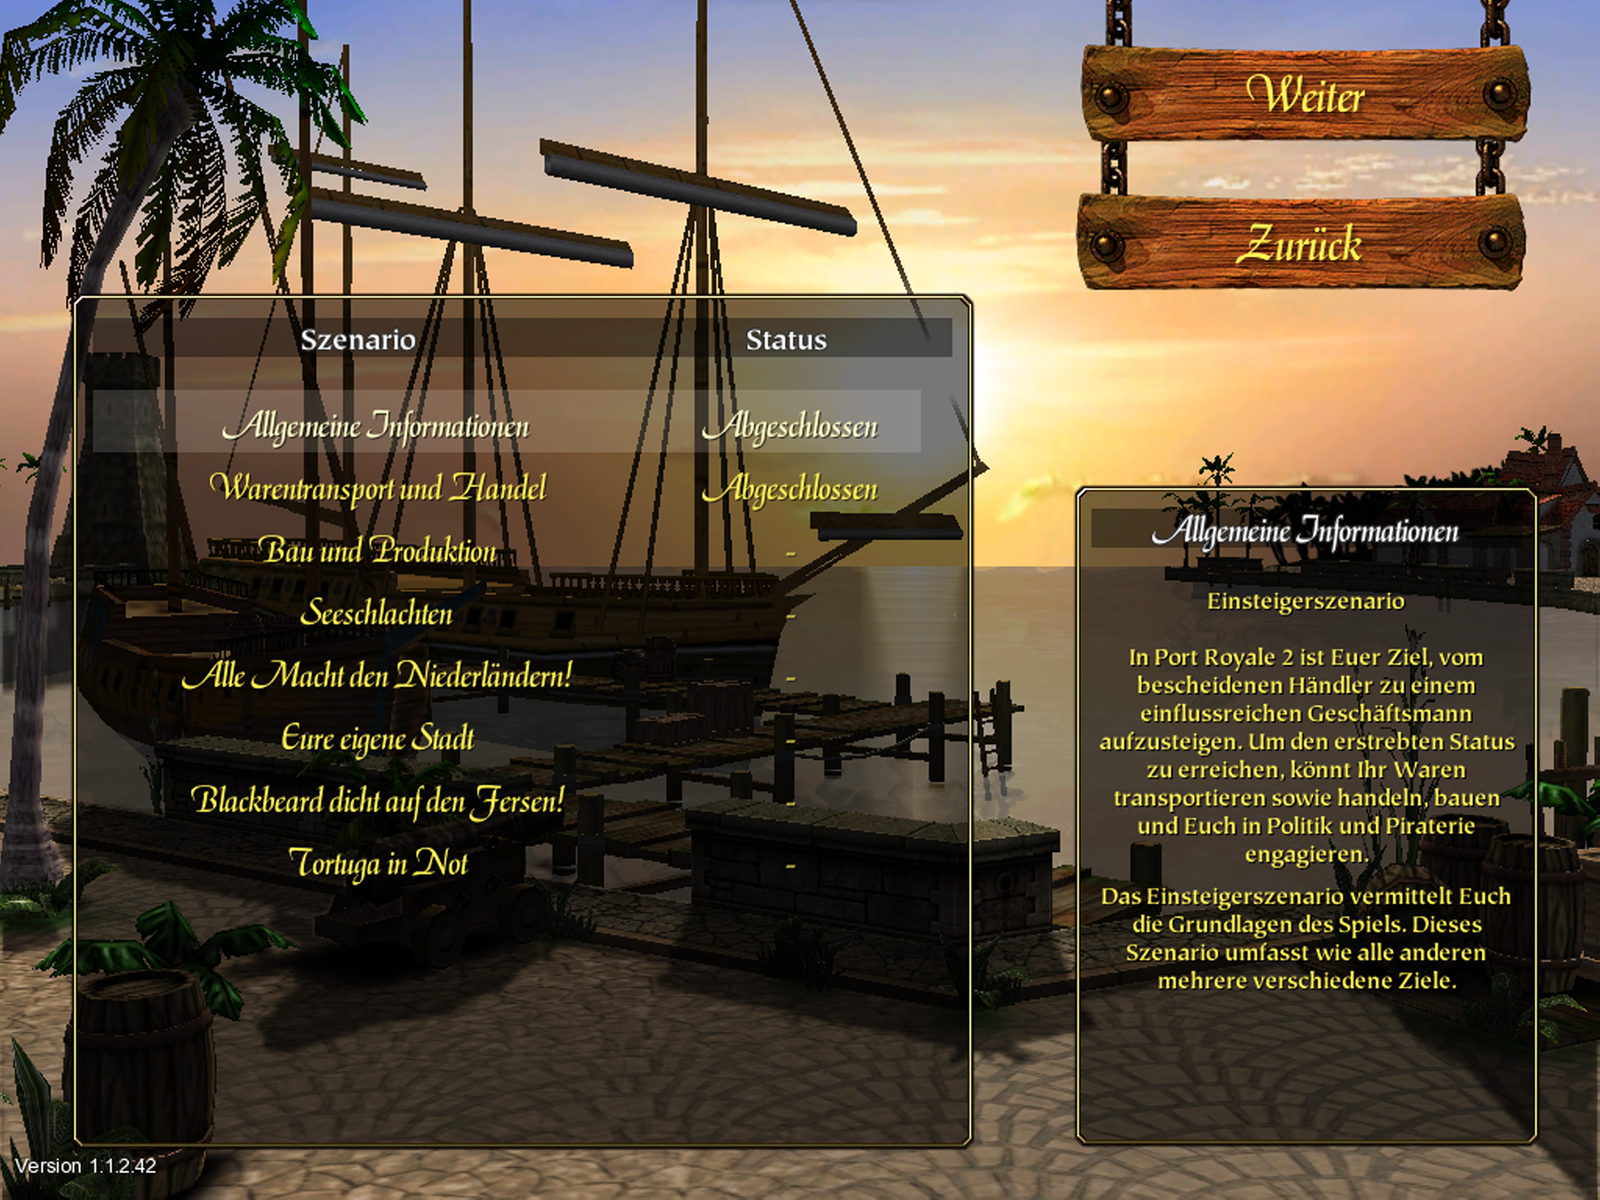 Weiter
Zurück
Szenario Status
Allgemeine Informationen Abgeschlossen
Warentransport und Handel Abgeschlossen
Bau und Produktion -
Seeschlachten -
Alle Macht den Niederländern! -
Eure eigene Stadt -
Blackbeard dicht auf den Fersen! -
Tortuga in Not -
Allgemeine Informationen
Einsteigerszenario
In Port Royale 2 ist Euer Ziel, vom
bescheidenen Händler zu einem
einflussreichen Geschäftsmann
aufzusteigen. Um den erstrebten Status
zu erreichen, könnt Ihr Waren
transportieren sowie handeln, bauen
und Euch in Politik und Piraterie
engagieren.
Das Einsteigerszenario vermittelt Euch
die Grundlagen des Spiels. Dieses
Szenario umfasst wie alle anderen
mehrere verschiedene Ziele.
Version 1.1.2.42